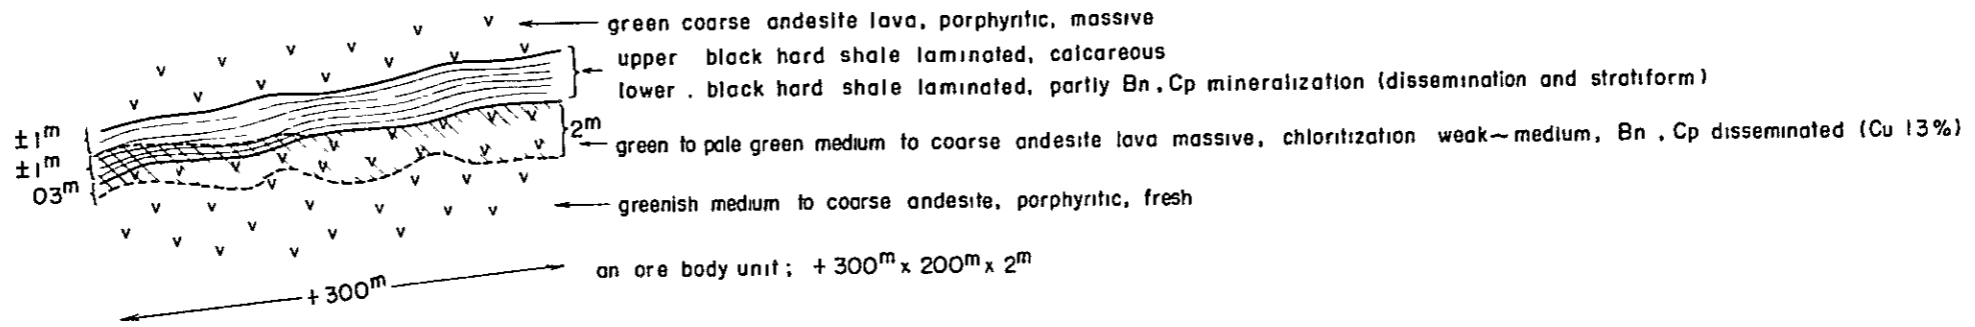 green coarse andesite lava, porphyritic, massive
upper black hard shale laminated, calcareous
lower . black hard shale laminated, partly Bn, Cp mineralization (dissemination and stratiform)
±1m
2m
green to pale green medium to coarse andesite lava massive, chloritization weak~medium, Bn , Cp disseminated (Cu 13%)
±1m
03m
greenish medium to coarse andesite, porphyritic, fresh
an ore body unit; +300m x 200m x 2m
+300m